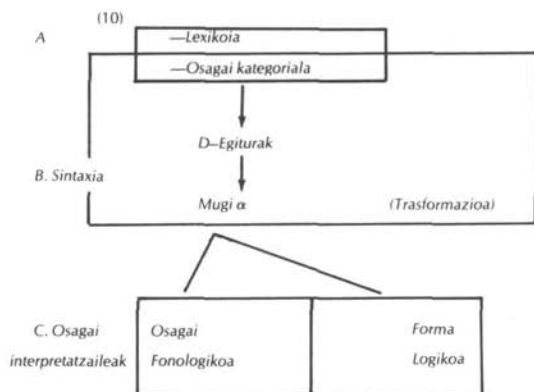 (10)
A —Lexikoia
—Osagai kategoriala
D—Egiturak
B. Sintaxia
Mugi α (Trasformazioa)
C. Osagai Osagai Forma
interpretatzaileak Fonologikoa Logikoa